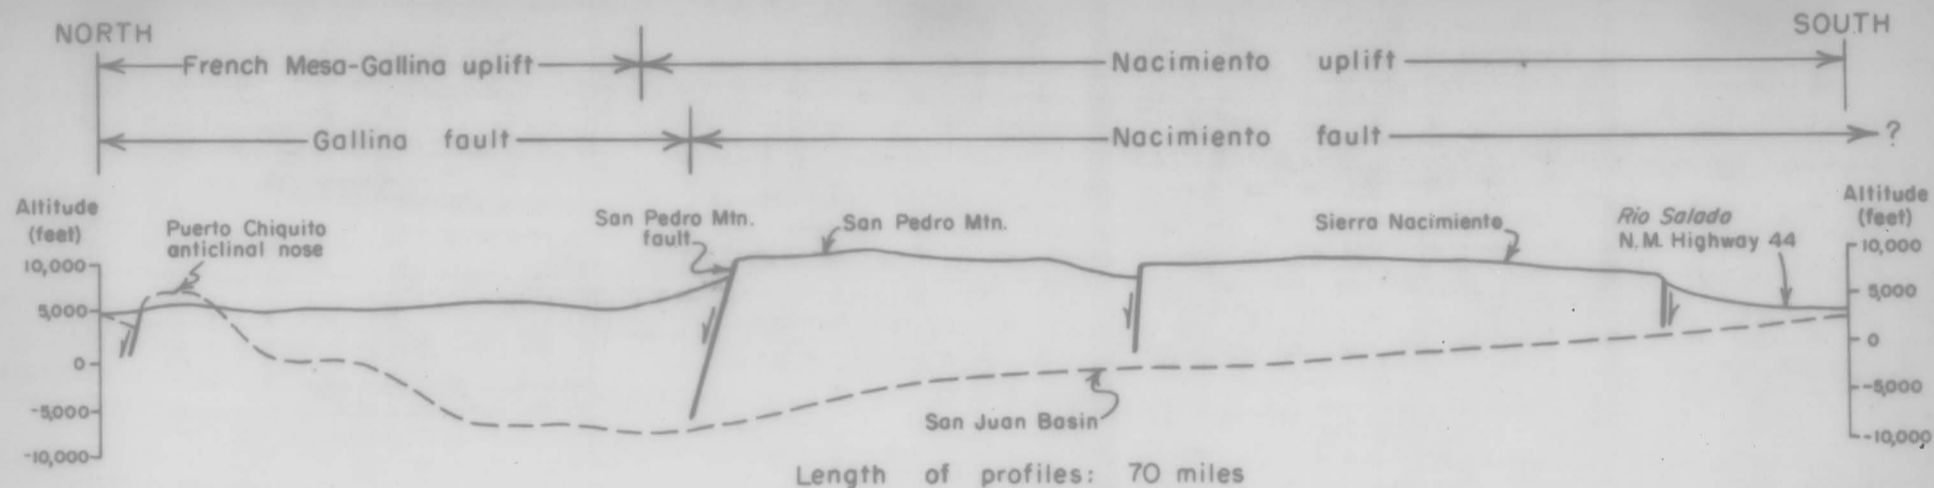 NORTH
SOUTH
French Mesa-Gallina uplift
Nacimiento uplift
Gallina fault
Nacimiento fault
?
Altitude
(feet)
10,000
5,000
0
-5,000
-10,000
Puerto Chiquito
anticlinal nose
San Pedro Mtn.
fault
San Pedro Mtn.
Sierra Nacimiento
Rio Salado
N.M. Highway 44
Altitude
(feet)
10,000
5,000
0
-5,000
-10,000
San Juan Basin
Length of profiles: 70 miles